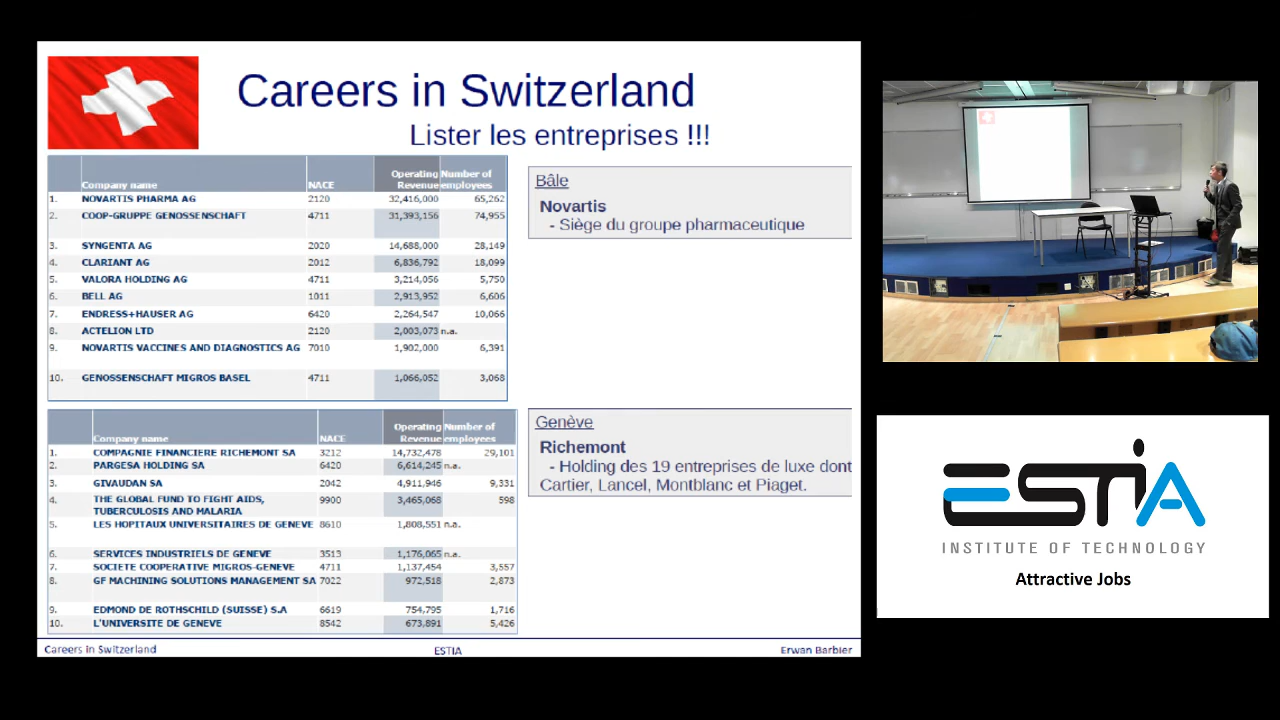 Careers in Switzerland
Lister les entreprises !!!
Company name NACE Operating Revenue Number of employees
1. NOVARTIS PHARMA AG 2120 32,416,000 65,262
2. COOP-GRUPPE GENOSSENSCHAFT 4711 31,393,156 74,955
3. SYNGENTA AG 2020 14,688,000 28,149
4. CLARIANT AG 2012 6,836,792 18,099
5. VALORA HOLDING AG 4711 3,214,056 5,750
6. BELL AG 1011 2,913,952 6,606
7. ENDRESS+HAUSER AG 6420 2,264,547 10,066
8. ACTELION LTD 2120 2,003,073 n.a.
9. NOVARTIS VACCINES AND DIAGNOSTICS AG 7010 1,902,000 6,391
10. GENOSSENSCHAFT MIGROS BASEL 4711 1,066,052 3,068
Bâle
Novartis
- Siège du groupe pharmaceutique
Company name NACE Operating Revenue Number of employees
1. COMPAGNIE FINANCIERE RICHEMONT SA 3212 14,732,478 29,101
2. PARGESA HOLDING SA 6420 6,614,245 n.a.
3. GIVAUDAN SA 2042 4,911,946 9,331
4. THE GLOBAL FUND TO FIGHT AIDS, 9900 3,465,068 598
TUBERCULOSIS AND MALARIA
5. LES HOPITAUX UNIVERSITAIRES DE GENEVE 8610 1,808,551 n.a.
6. SERVICES INDUSTRIELS DE GENEVE 3513 1,176,065 n.a.
7. SOCIETE COOPERATIVE MIGROS-GENEVE 4711 1,137,454 3,557
8. GF MACHINING SOLUTIONS MANAGEMENT SA 7022 972,518 2,873
9. EDMOND DE ROTHSCHILD (SUISSE) S.A 6619 754,795 1,716
10. L'UNIVERSITE DE GENEVE 8542 673,891 5,426
Genève
Richemont
- Holding des 19 entreprises de luxe dont
Cartier, Lancel, Montblanc et Piaget.
Careers in Switzerland ESTIA Erwan Barbier
ESTIA
INSTITUTE OF TECHNOLOGY
Attractive Jobs